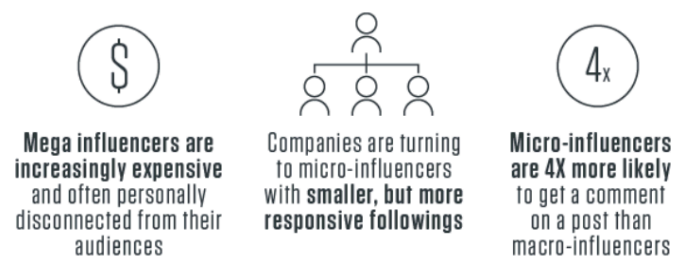 $
Mega influencers are
increasingly expensive
and often personally
disconnected from their
audiences
Companies are turning
to micro-influencers
with smaller, but more
responsive followings
4x
Micro-influencers
are 4X more likely
to get a comment
on a post than
macro-influencers